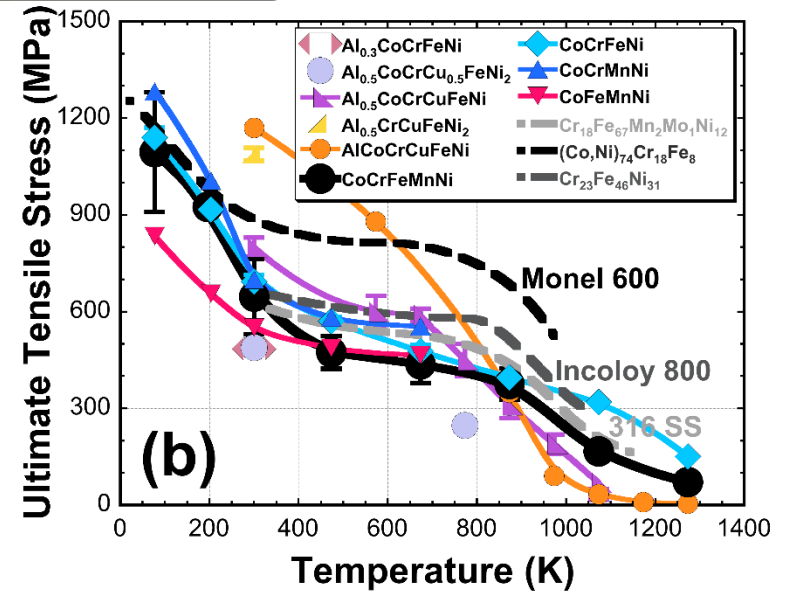 Ultimate Tensile Stress (MPa)
1500
1200
900
600
300
0
Al0.3CoCrFeNi
Al0.5CoCrCu0.5FeNi2
Al0.5CoCrCuFeNi
Al0.5CrCuFeNi2
AlCoCrCuFeNi
CoCrFeMnNi
CoCrFeNi
CoCrMnNi
CoFeMnNi
Cr18Fe67Mn2Mo1Ni12
(Co,Ni)74Cr18Fe8
Cr23Fe46Ni31
Monel 600
Incoloy 800
316 SS
(b)
0 200 400 600 800 1000 1200 1400
Temperature (K)